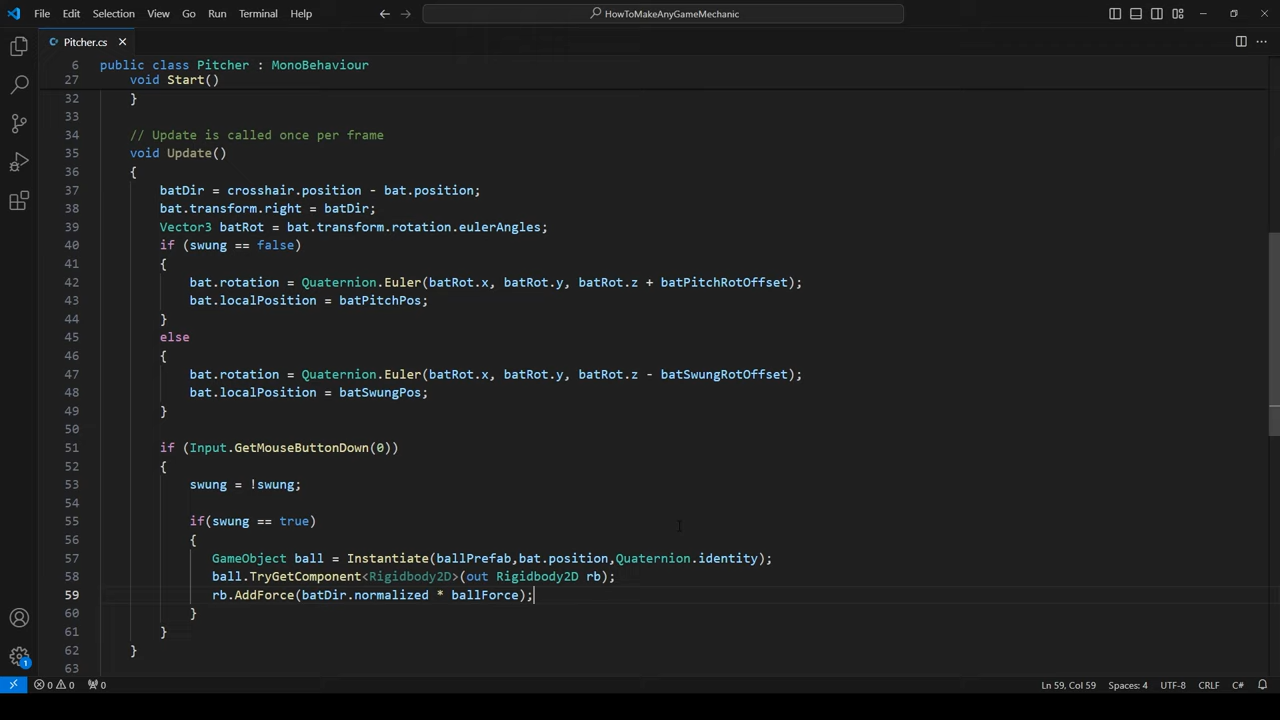 File Edit Selection View Go Run Terminal Help
HowToMakeAnyGameMechanic
Pitcher.cs
6 public class Pitcher : MonoBehaviour
27 void Start()
32 }
33
34 // Update is called once per frame
35 void Update()
36 {
37 batDir = crosshair.position - bat.position;
38 bat.transform.right = batDir;
39 Vector3 batRot = bat.transform.rotation.eulerAngles;
40 if (swung == false)
41 {
42 bat.rotation = Quaternion.Euler(batRot.x, batRot.y, batRot.z + batPitchRotOffset);
43 bat.localPosition = batPitchPos;
44 }
45 else
46 {
47 bat.rotation = Quaternion.Euler(batRot.x, batRot.y, batRot.z - batSwungRotOffset);
48 bat.localPosition = batSwungPos;
49 }
50
51 if (Input.GetMouseButtonDown(0))
52 {
53 swung = !swung;
54
55 if(swung == true)
56 {
57 GameObject ball = Instantiate(ballPrefab,bat.position,Quaternion.identity);
58 ball.TryGetComponent<Rigidbody2D>(out Rigidbody2D rb);
59 rb.AddForce(batDir.normalized * ballForce);
60 }
61 }
62 }
63
1
0 0 0 Ln 59, Col 59 Spaces: 4 UTF-8 CRLF C#